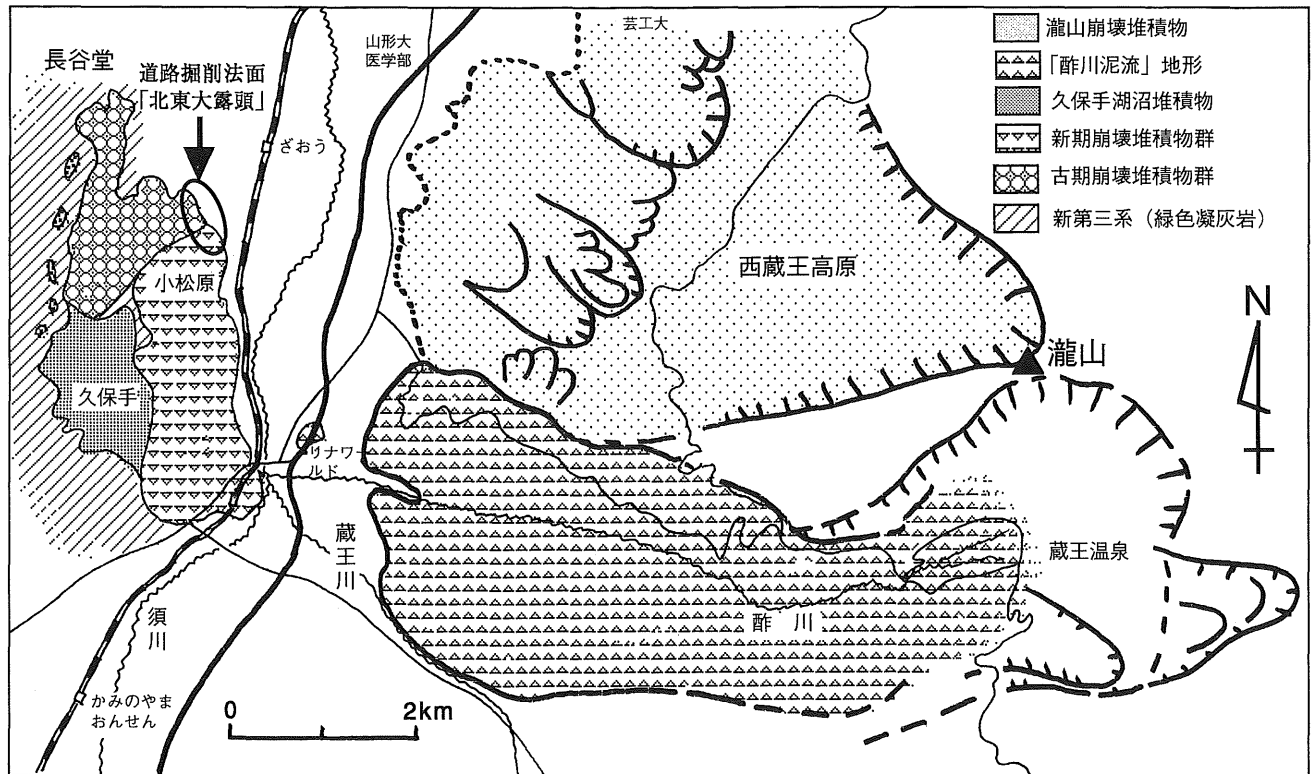 長谷堂
道路掘削法面
「北東大露頭」
山形大
医学部
芸工大
ざおう
瀧山崩壊堆積物
「酢川泥流」地形
久保手湖沼堆積物
新期崩壊堆積物群
古期崩壊堆積物群
新第三系（緑色凝灰岩）
小松原
西蔵王高原
N
瀧山
久保手
リナワー
ルド
蔵王川
蔵王温泉
須川
酢川
かみのやま
おんせん
0 2km